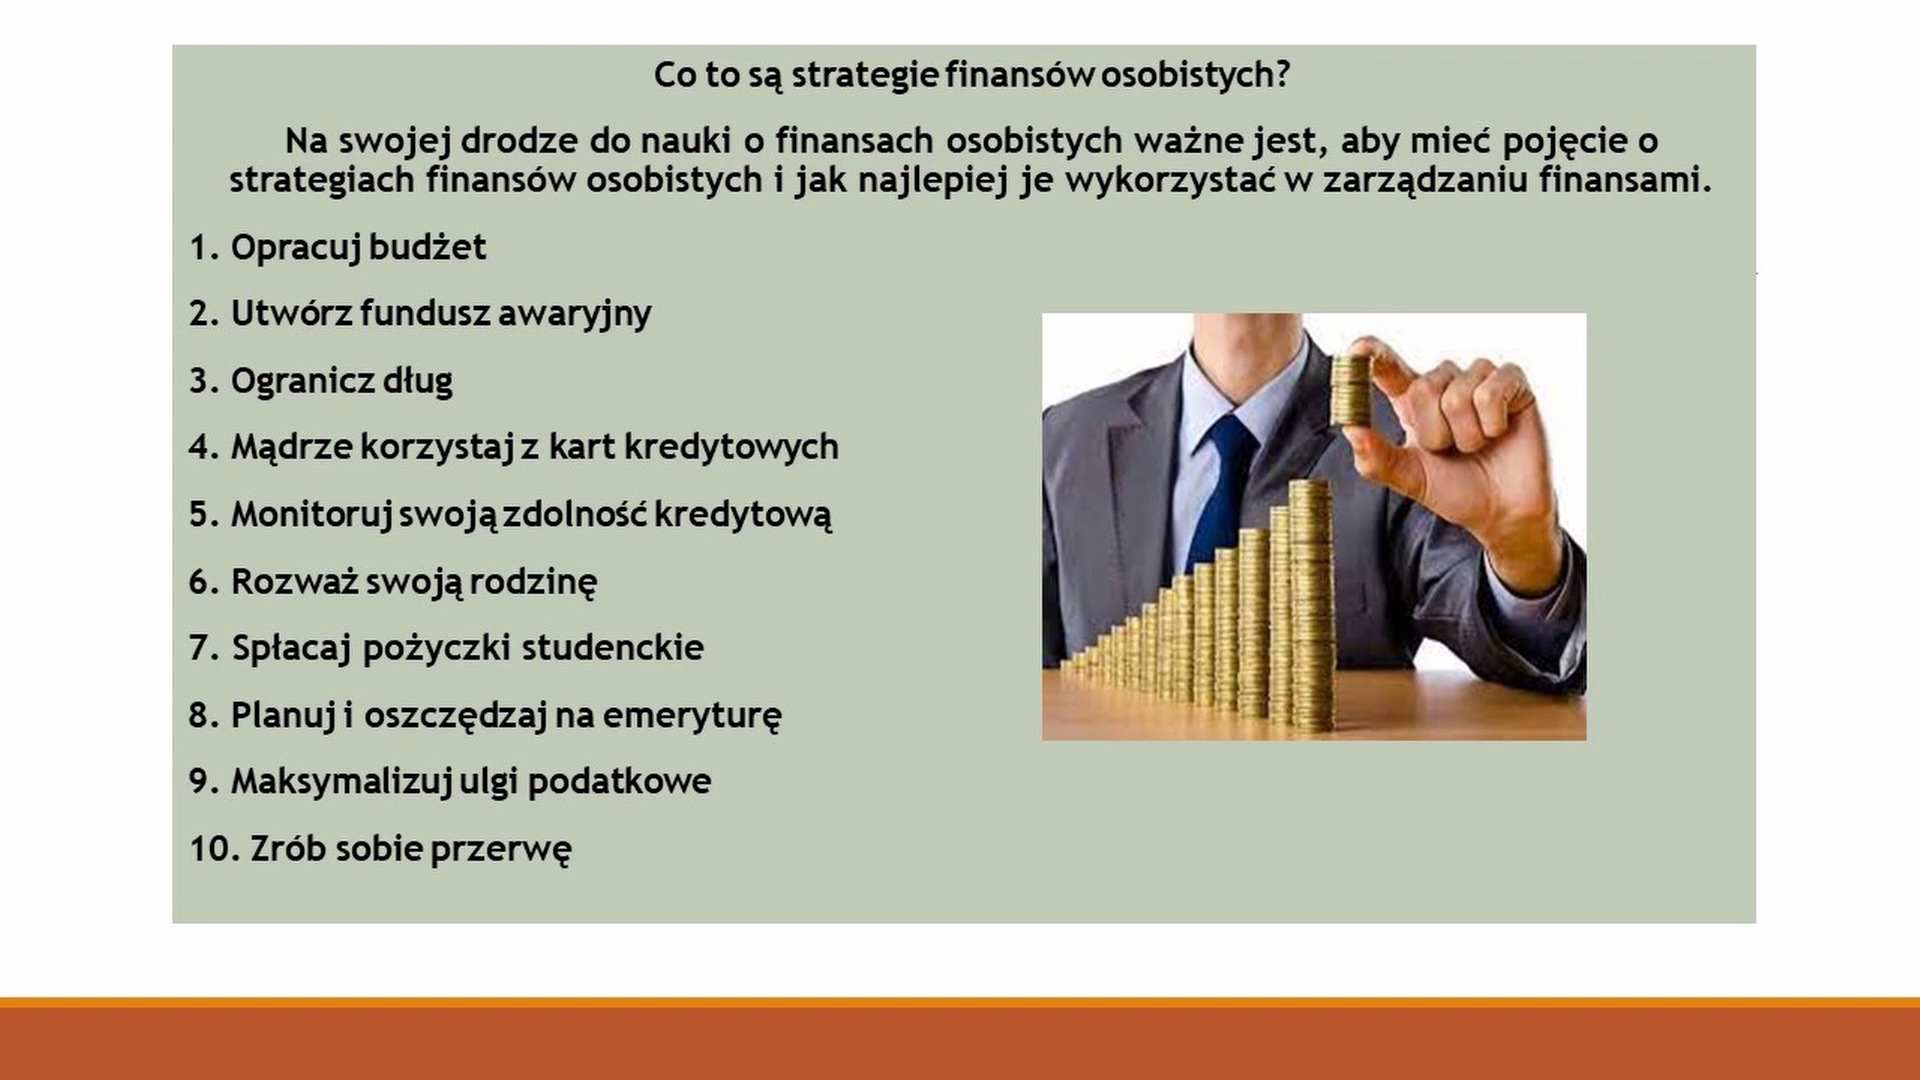 Co to są strategie finansów osobistych?
Na swojej drodze do nauki o finansach osobistych ważne jest, aby mieć pojęcie o
strategiach finansów osobistych i jak najlepiej je wykorzystać w zarządzaniu finansami.
1. Opracuj budżet
2. Utwórz fundusz awaryjny
3. Ogranicz dług
4. Mądrze korzystaj z kart kredytowych
5. Monitoruj swoją zdolność kredytową
6. Rozważ swoją rodzinę
7. Spłacaj pożyczki studenckie
8. Planuj i oszczędzaj na emeryturę
9. Maksymalizuj ulgi podatkowe
10. Zrób sobie przerwę